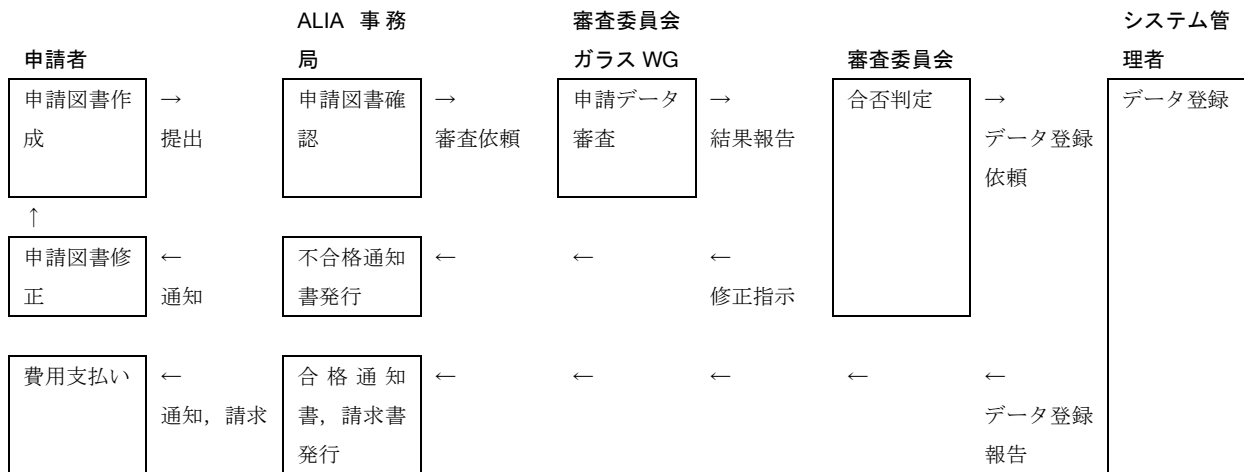 ALIA 事務 審査委員会 システム管
申請者 局 ガラス WG 審査委員会 理者
申請図書作 → 申請図書確 → 申請データ → 合否判定 → データ登録
成 提出 認 審査依頼 審査 結果報告 データ登録
依頼
↑
申請図書修 ← 不合格通知 ← ← ←
正 通知 書発行 修正指示
費用支払い ← 合格通知 ← ← ← ← ←
通知，請求 書，請求書 データ登録
発行 報告